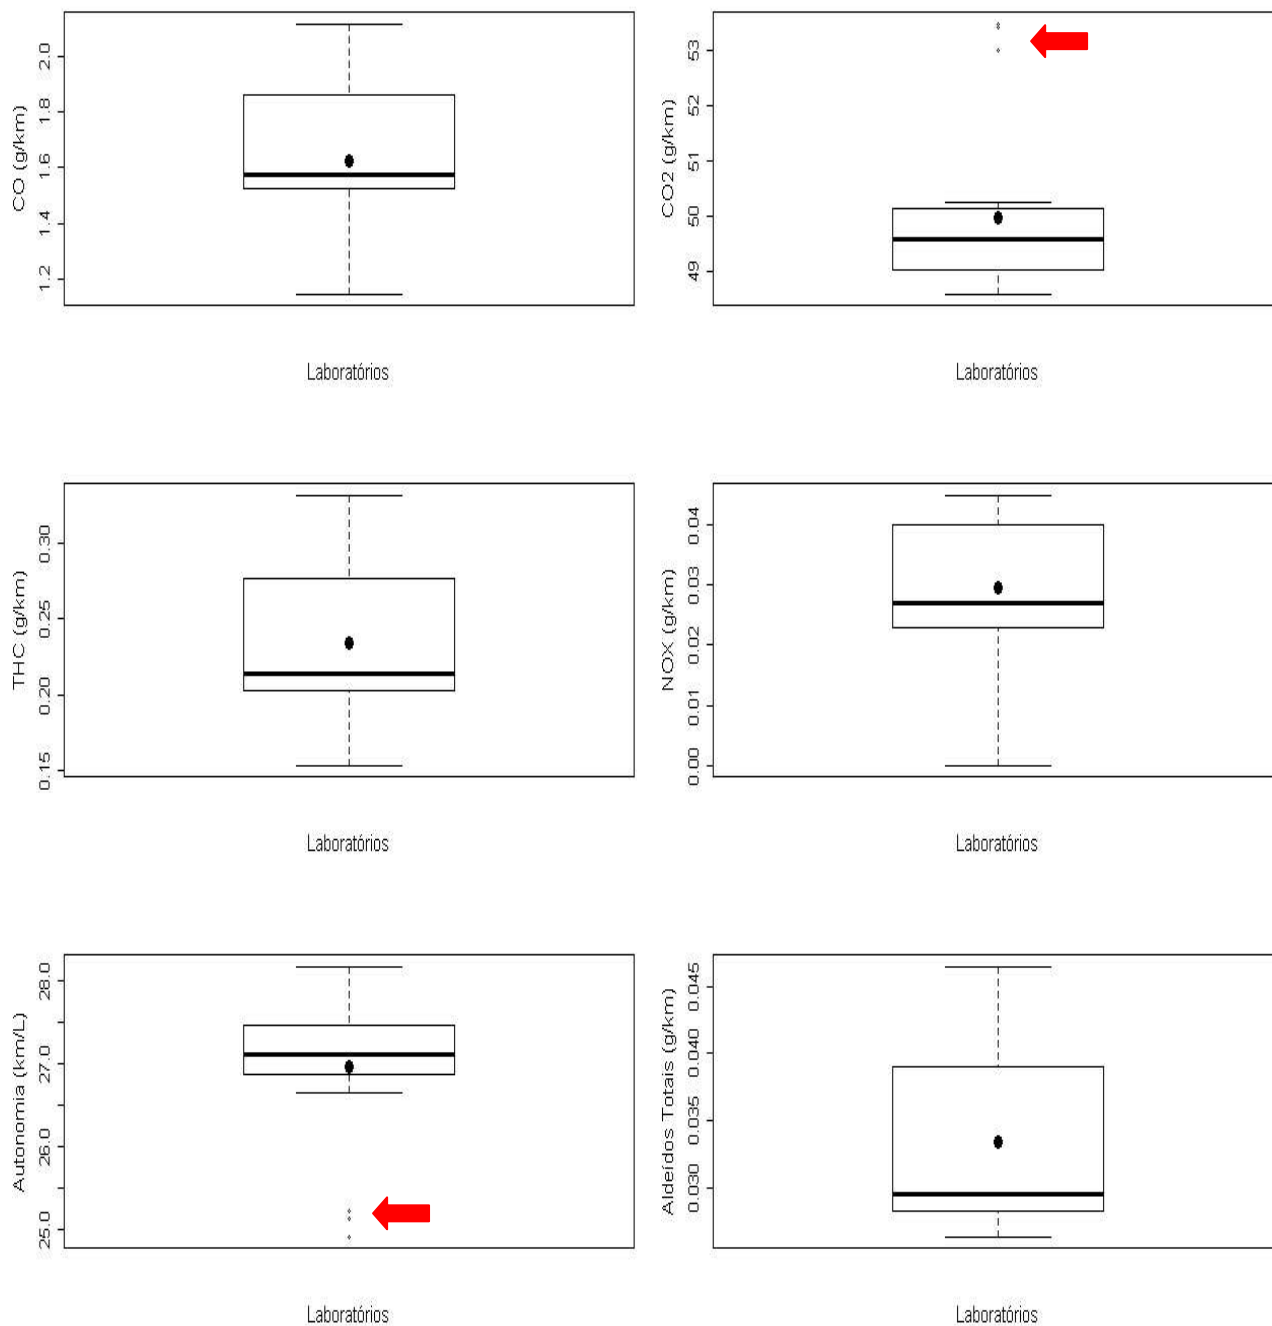 CO (g/km)
2.0
1.8
1.6
1.4
1.2
Laboratórios
CO2 (g/km)
53
52
51
50
49
Laboratórios
THC (g/km)
0.30
0.25
0.20
0.15
Laboratórios
NOX (g/km)
0.04
0.03
0.02
0.01
0.00
Laboratórios
Autonomia (km/L)
28.0
27.0
26.0
25.0
Laboratórios
Aldeídos Totais (g/km)
0.045
0.040
0.035
0.030
Laboratórios